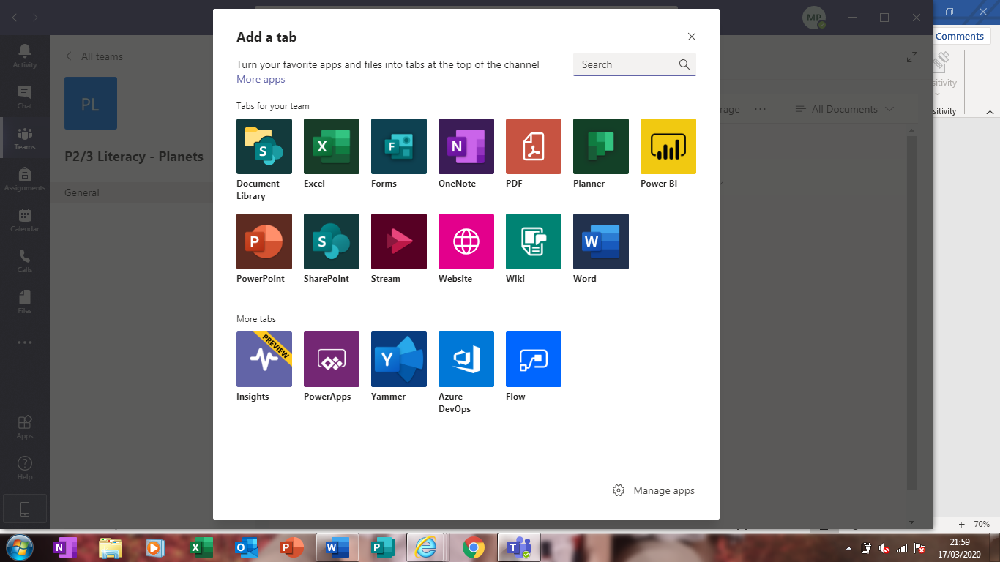 MP
Comments
Activity
Chat
Teams
Assignments
Calendar
Calls
Files
Apps
Help
All teams
PL
P2/3 Literacy - Planets
General
Add a tab
Turn your favorite apps and files into tabs at the top of the channel
More apps
Search
Tabs for your team
Document
Library
Excel
Forms
OneNote
PDF
Planner
Power BI
PowerPoint
SharePoint
Stream
Website
Wiki
Word
More tabs
PREVIEW
Insights
PowerApps
Yammer
Azure
DevOps
Flow
Manage apps
rage
All Documents
sitivity
sitivity
70%
21:59
17/03/2020